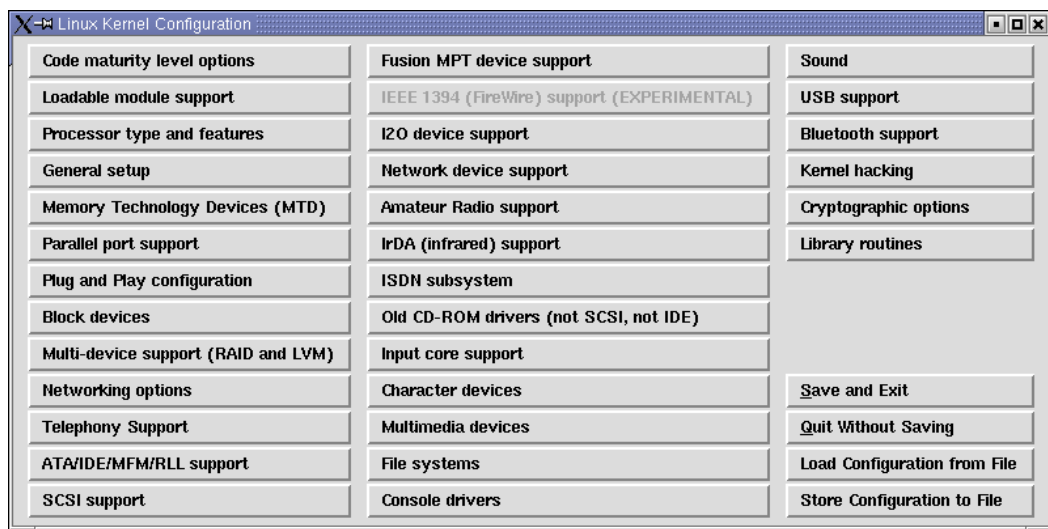 Linux Kernel Configuration
Code maturity level options
Loadable module support
Processor type and features
General setup
Memory Technology Devices (MTD)
Parallel port support
Plug and Play configuration
Block devices
Multi-device support (RAID and LVM)
Networking options
Telephony Support
ATA/IDE/MFM/RLL support
SCSI support
Fusion MPT device support
IEEE 1394 (FireWire) support (EXPERIMENTAL)
I2O device support
Network device support
Amateur Radio support
IrDA (infrared) support
ISDN subsystem
Old CD-ROM drivers (not SCSI, not IDE)
Input core support
Character devices
Multimedia devices
File systems
Console drivers
Sound
USB support
Bluetooth support
Kernel hacking
Cryptographic options
Library routines
Save and Exit
Quit Without Saving
Load Configuration from File
Store Configuration to File